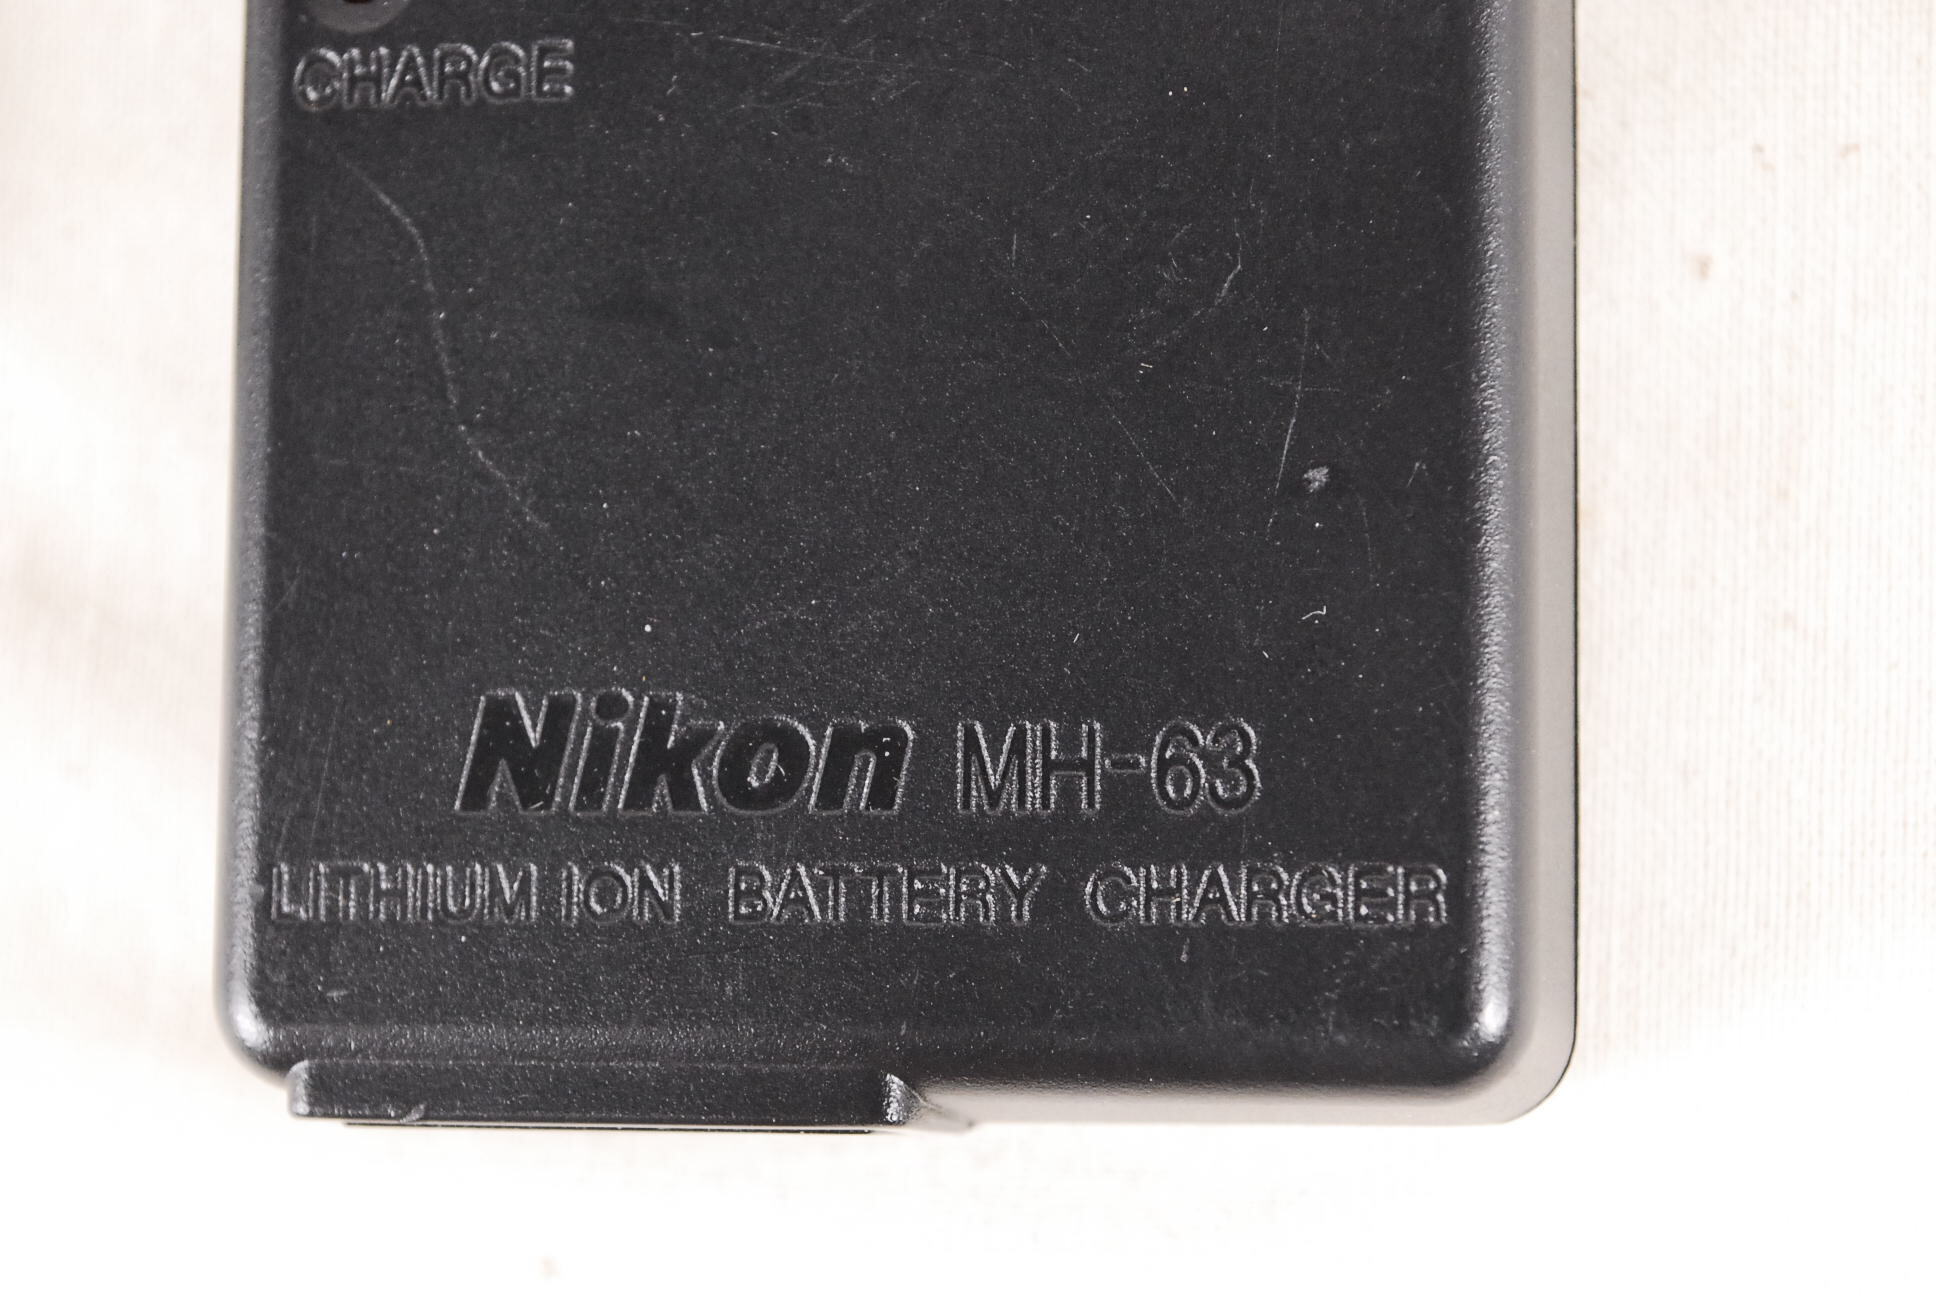 CHARGE
Nikon MH-63
LITHIUM ION BATTERY CHARGER